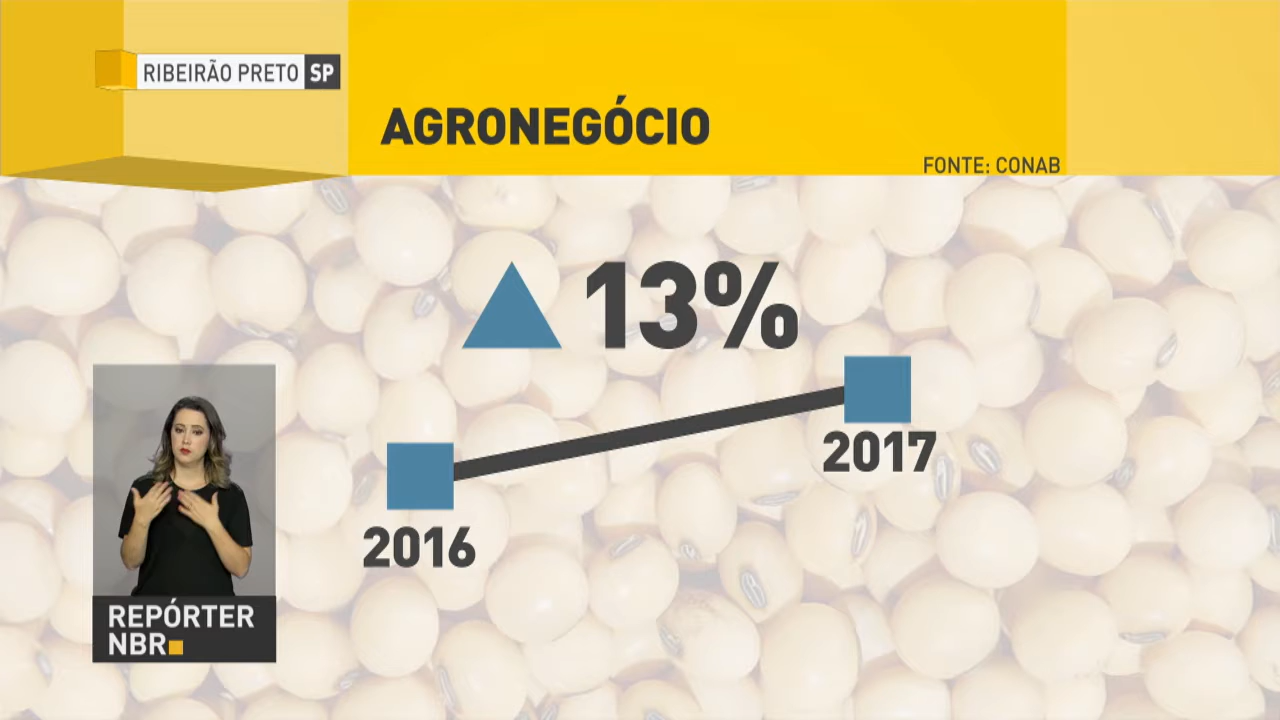 RIBEIRÃO PRETO SP
AGRONEGÓCIO
FONTE: CONAB
13%
2017
2016
REPÓRTER
NBR